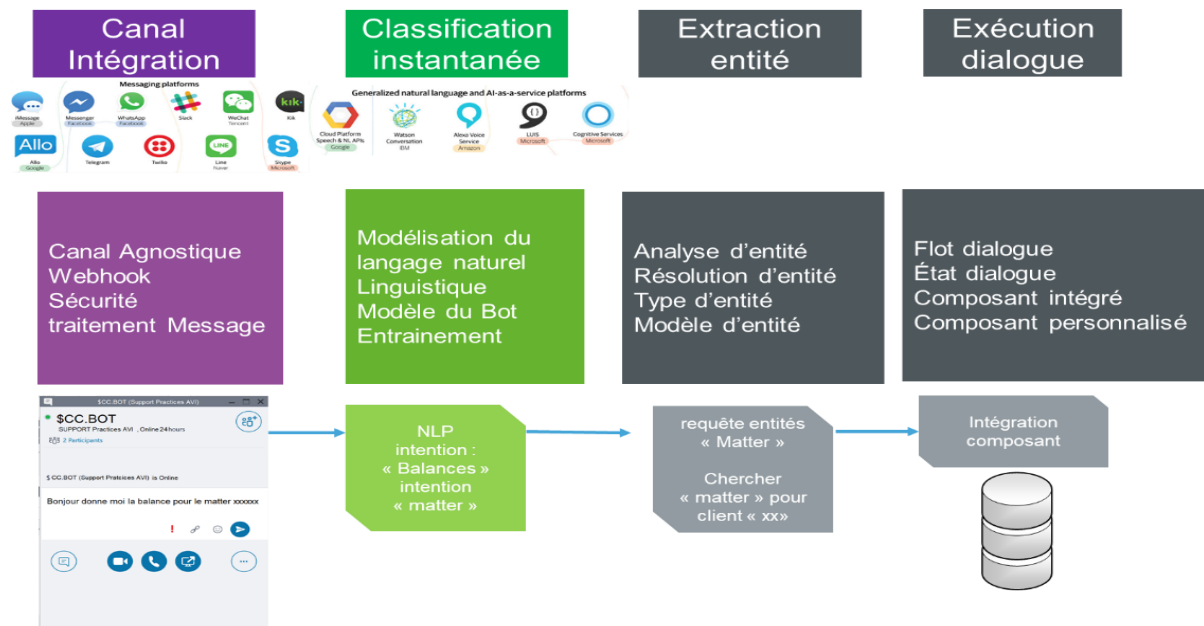 Canal
Intégration
Classification
instantanée
Extraction
entité
Exécution
dialogue
Messaging platforms
iMessage
Apple
Messenger
Facebook
WhatsApp
Facebook
Slack
WeChat
Tencent
kik·
Kik
Allo
Allo
Google
Telegram
Twilio
LINE
Line
Naver
Skype
Microsoft
Generalized natural language and AI-as-a-service platforms
Cloud Platform
Speech & NL APIs
Google
Watson
Conversation
IBM
Alexa Voice
Service
Amazon
LUIS
Microsoft
Cognitive Services
Microsoft
Canal Agnostique
Webhook
Sécurité
traitement Message
Modélisation du
langage naturel
Linguistique
Modèle du Bot
Entrainement
Analyse d'entité
Résolution d'entité
Type d'entité
Modèle d'entité
Flot dialogue
État dialogue
Composant intégré
Composant personnalisé
$CC.BOT (Support Practices AVI)
$CC.BOT
SUPPORT Practices AVI , Online 24hours
2 Participants
$ CC.BOT (Support Prateices AVI) is Online
Bonjour donne moi la balance pour le matter xxxxxx
NLP
intention :
« Balances »
intention
« matter »
requête entités
« Matter »
Chercher
« matter » pour
client « xx»
Intégration
composant